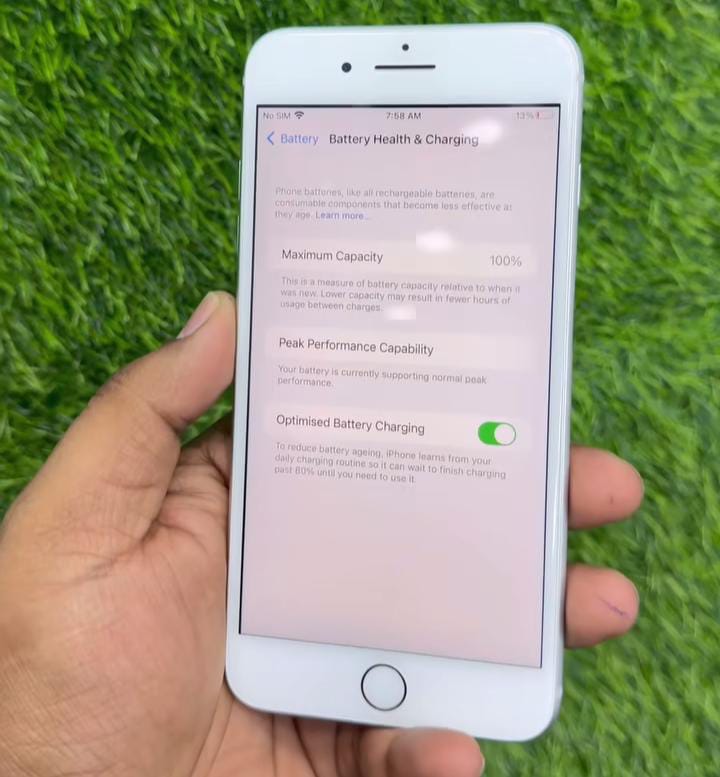 No SIM 7:58 AM 13%
Battery Battery Health & Charging
Phone batteries, like all rechargeable batteries, are
consumable components that become less effective as
they age. Learn more...
Maximum Capacity 100%
This is a measure of battery capacity relative to when it
was new. Lower capacity may result in fewer hours of
usage between charges.
Peak Performance Capability
Your battery is currently supporting normal peak
performance.
Optimised Battery Charging
To reduce battery ageing, iPhone learns from your
daily charging routine so it can wait to finish charging
past 80% until you need to use it.